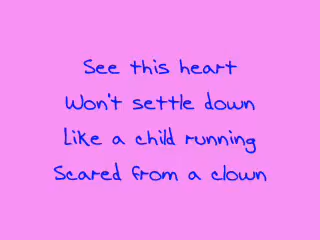 See this heart
Won't settle down
Like a child running
Scared from a clown